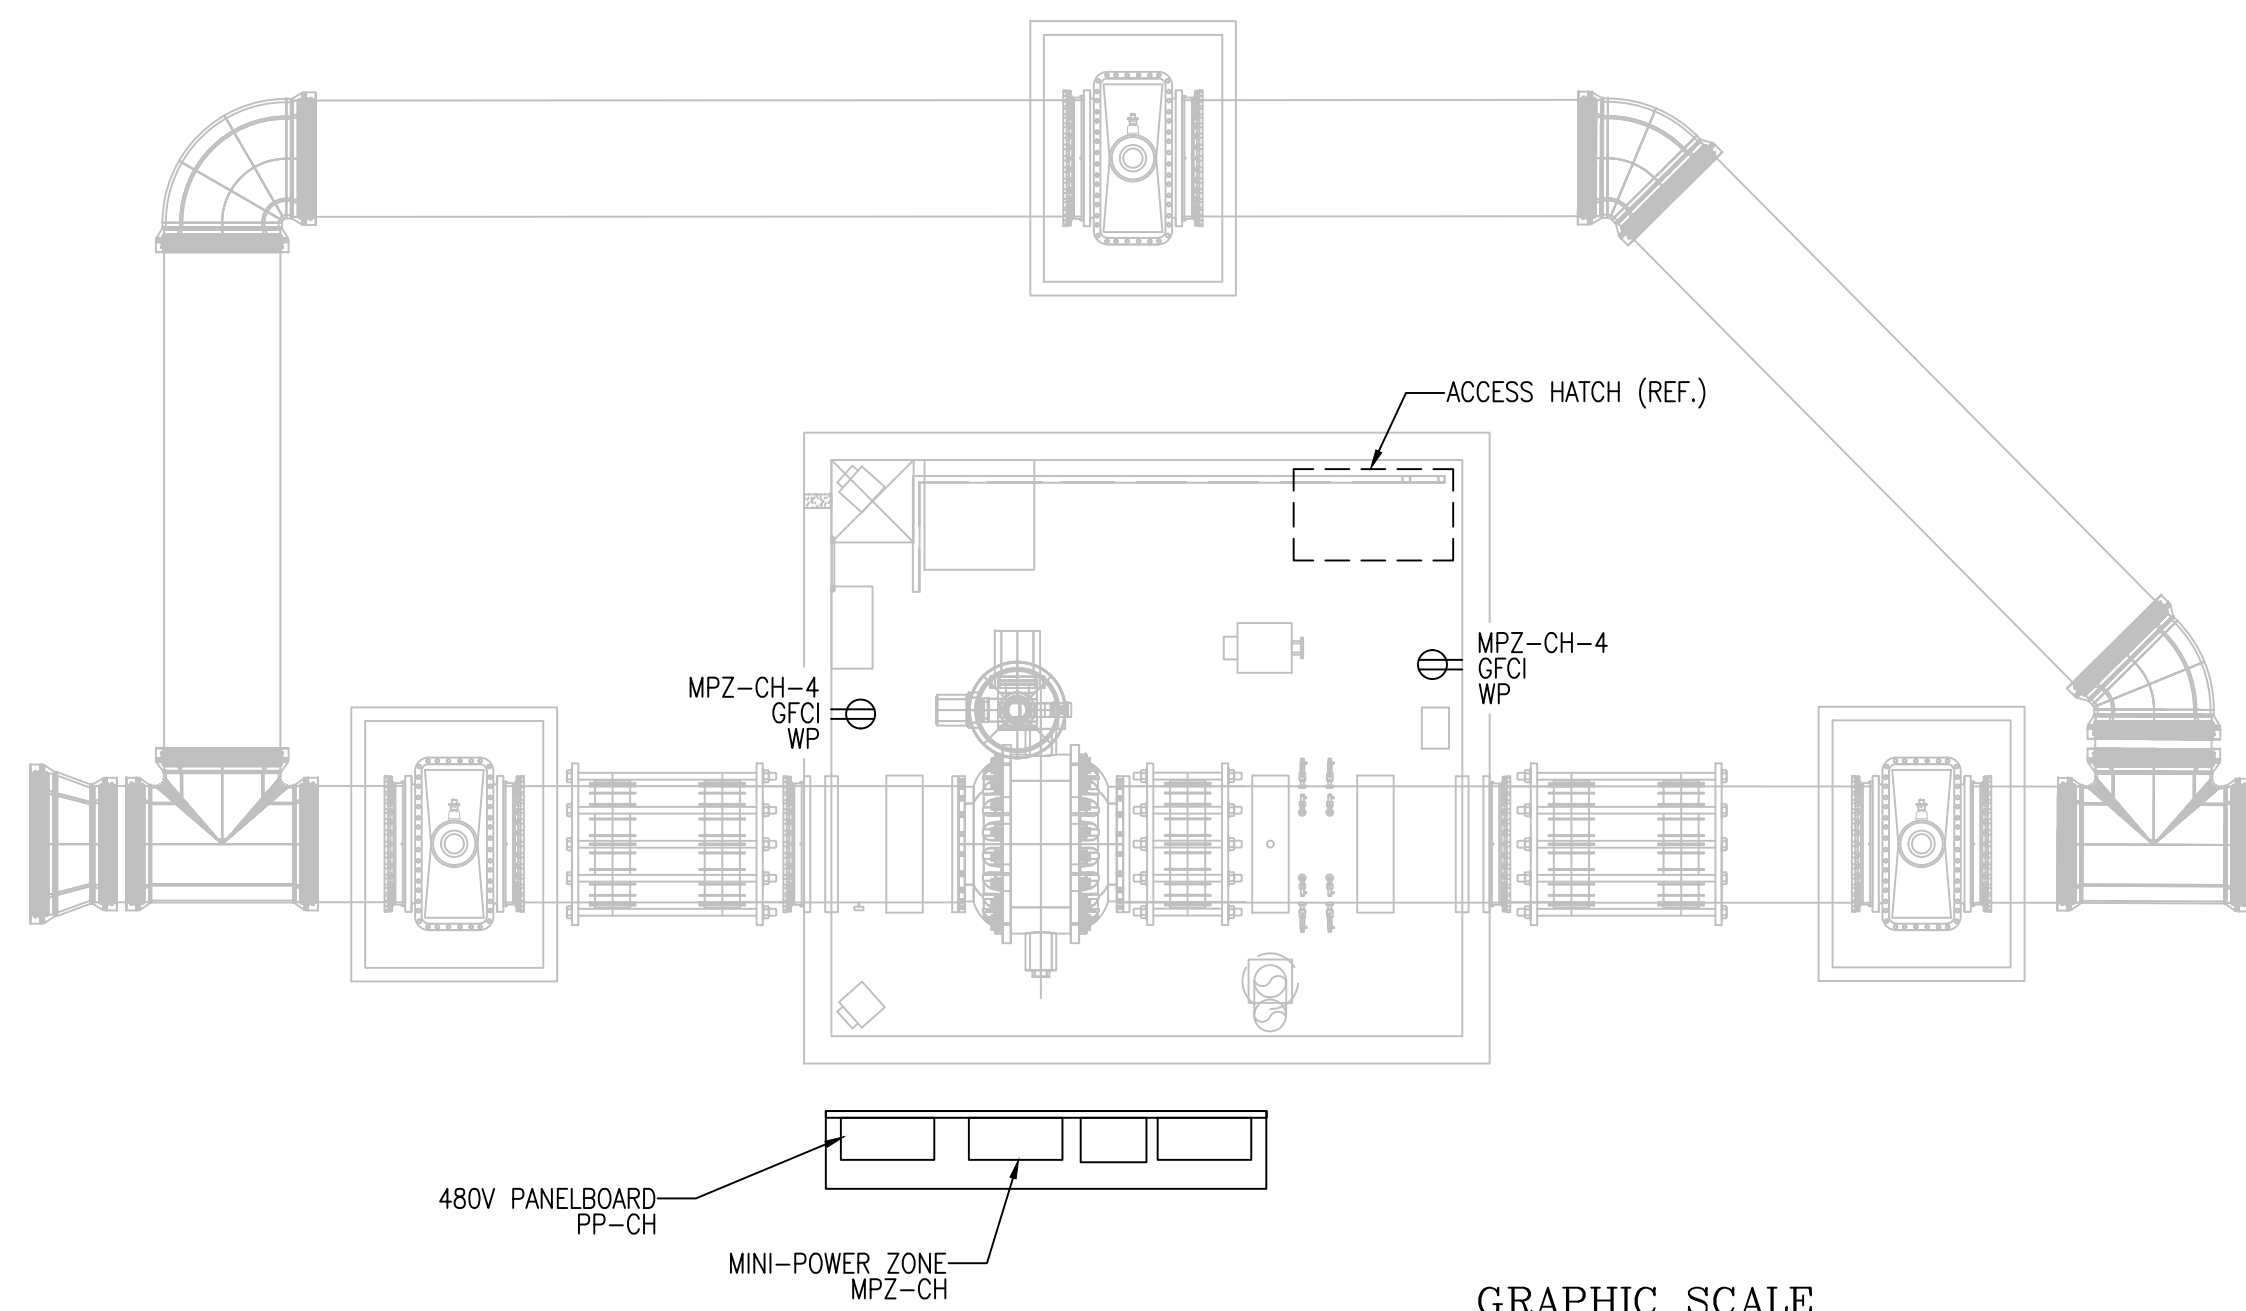 ACCESS HATCH (REF.)
MPZ-CH-4
GFCI
WP
MPZ-CH-4
GFCI
WP
480V PANELBOARD
PP-CH
MINI-POWER ZONE
MPZ-CH
GRAPHIC SCALE